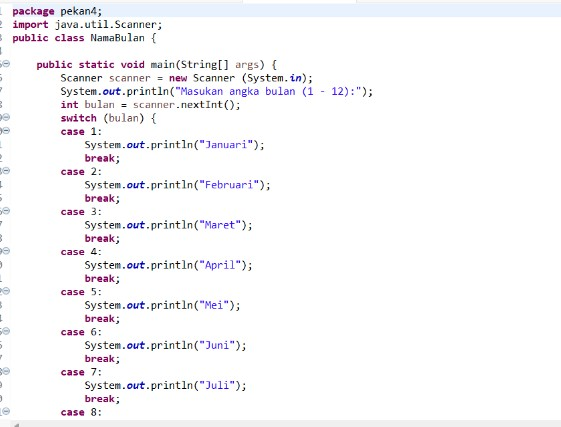 package pekan4;
import java.util.Scanner;
public class NamaBulan {
public static void main(String[] args) {
Scanner scanner = new Scanner (System.in);
System.out.println("Masukan angka bulan (1 - 12):");
int bulan = scanner.nextInt();
switch (bulan) {
case 1:
System.out.println("Januari");
break;
case 2:
System.out.println("Februari");
break;
case 3:
System.out.println("Maret");
break;
case 4:
System.out.println("April");
break;
case 5:
System.out.println("Mei");
break;
case 6:
System.out.println("Juni");
break;
case 7:
System.out.println("Juli");
break;
case 8: